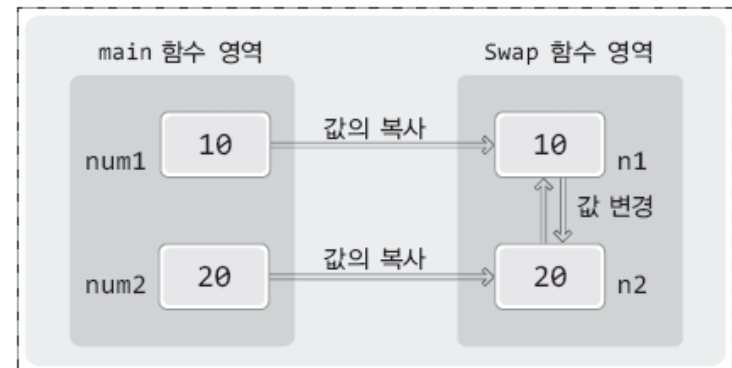 main 함수 영역
Swap 함수 영역
10
값의 복사
10
num1
n1
값 변경
20
값의 복사
20
num2
n2